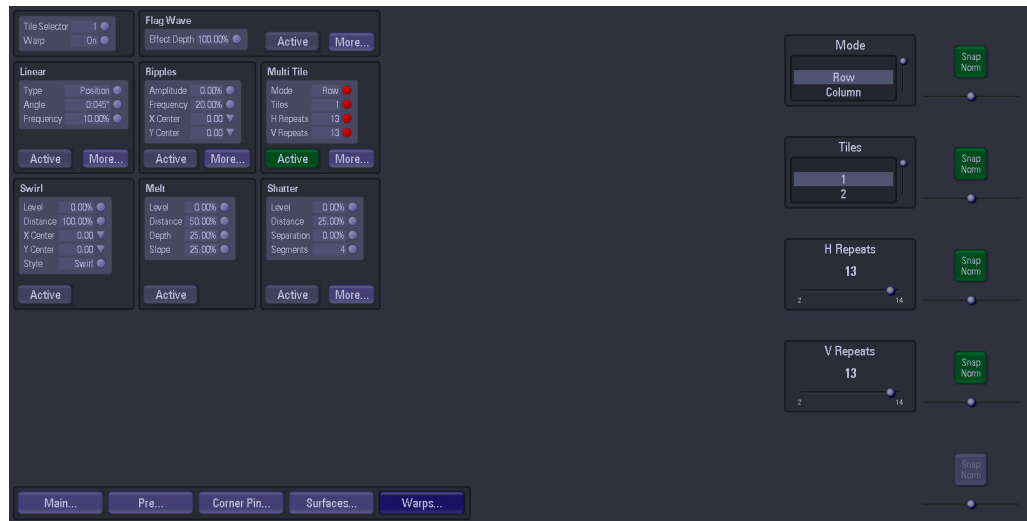 Tile Selector 1
Warp On
Flag Wave
Effect Depth 100.00%
Active More...
Linear
Type Position
Angle 0.045°
Frequency 10.00%
Active More...
Ripples
Amplitude 0.00%
Frequency 20.00%
X Center 0.00
Y Center 0.00
Active More...
Multi Tile
Mode Row
Tiles 1
H Repeats 13
V Repeats 13
Active More...
Swirl
Level 0.00%
Distance 100.00%
X Center 0.00
Y Center 0.00
Style Swirl
Active
Melt
Level 0.00%
Distance 50.00%
Depth 25.00%
Slope 25.00%
Active
Shatter
Level 0.00%
Distance 25.00%
Separation 0.00%
Segments 4
Active More...
Mode
Row
Column
Snap
Norm
Tiles
1
2
Snap
Norm
H Repeats
13
2 14
Snap
Norm
V Repeats
13
2 14
Snap
Norm
Snap
Norm
Main... Pre... Corner Pin... Surfaces... Warps...